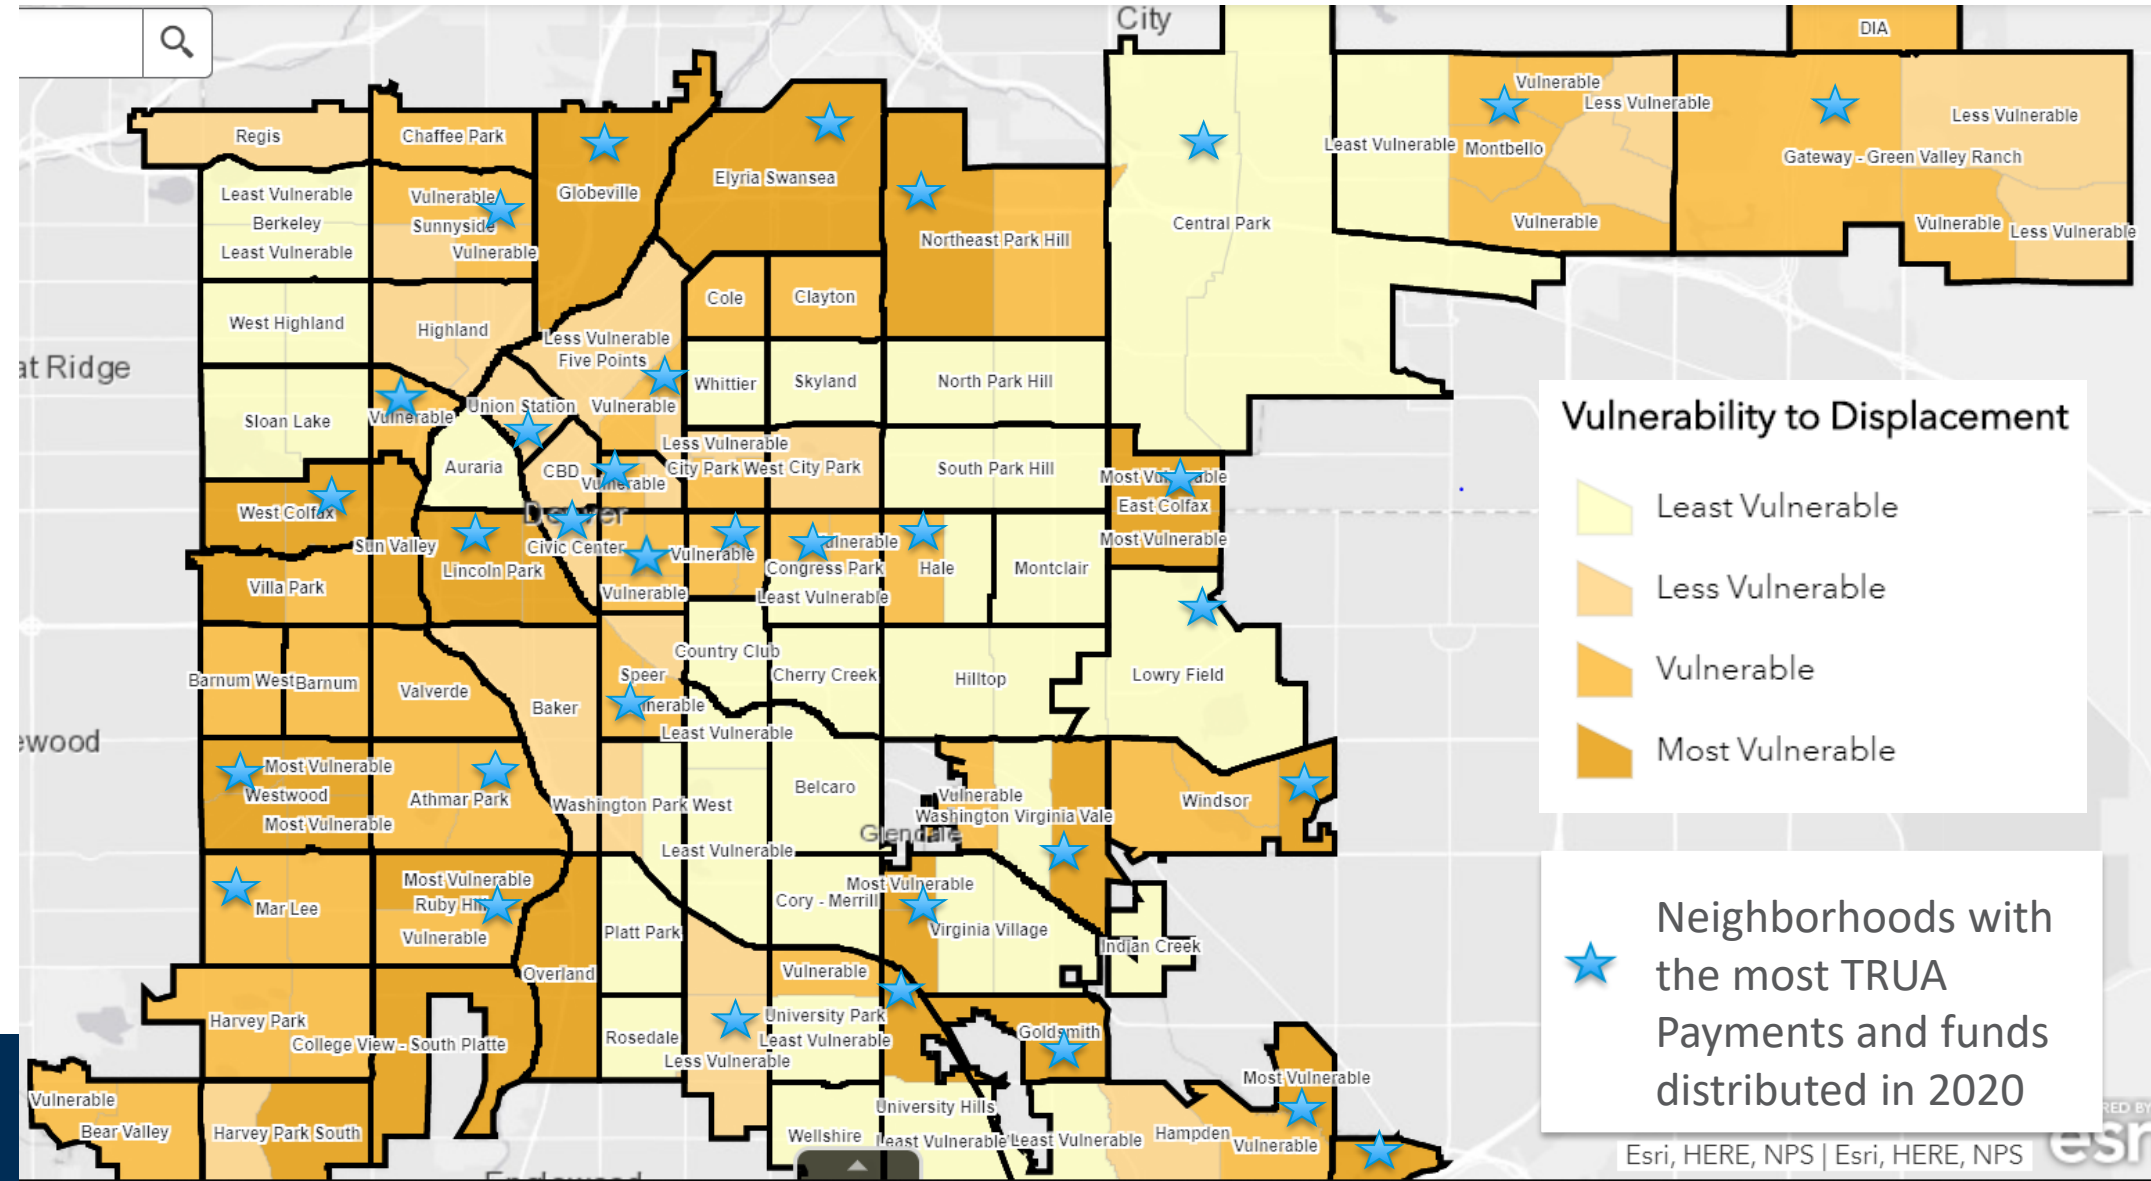 City
DIA
Regis
Chaffee Park
Globeville
Elyria Swansea
Vulnerable
Less Vulnerable
Less Vulnerable
Least Vulnerable
Montbello
Gateway - Green Valley Ranch
Least Vulnerable
Berkeley
Least Vulnerable
Vulnerable
Sunnyside
Vulnerable
Northeast Park Hill
Central Park
Vulnerable
Vulnerable
Less Vulnerable
West Highland
Highland
Cole
Clayton
Less Vulnerable
Five Points
Vulnerable
Whittier
Skyland
North Park Hill
at Ridge
Sloan Lake
Vulnerable
Union Station
Less Vulnerable
City Park West
City Park
South Park Hill
Auraria
CBD
Vulnerable
Denver
Most Vulnerable
East Colfax
Most Vulnerable
West Colfax
Sun Valley
Lincoln Park
Civic Center
Vulnerable
Vulnerable
Vulnerable
Congress Park
Least Vulnerable
Hale
Montclair
Villa Park
Barnum West
Barnum
Valverde
Baker
Speer
Vulnerable
Country Club
Least Vulnerable
Cherry Creek
Hilltop
Lowry Field
ewood
Most Vulnerable
Westwood
Most Vulnerable
Athmar Park
Washington Park West
Least Vulnerable
Belcaro
Glendale
Vulnerable
Washington Virginia Vale
Windsor
Mar Lee
Most Vulnerable
Ruby Hill
Vulnerable
Overland
Platt Park
Most Vulnerable
Cory - Merrill
Virginia Village
Indian Creek
Harvey Park
College View - South Platte
Rosedale
Vulnerable
University Park
Least Vulnerable
Less Vulnerable
Goldsmith
Vulnerable
Bear Valley
Harvey Park South
Wellshire
University Hills
Least Vulnerable
Least Vulnerable
Hampden
Most Vulnerable
Vulnerable
Englewood
Vulnerability to Displacement
Least Vulnerable
Less Vulnerable
Vulnerable
Most Vulnerable
Neighborhoods with
the most TRUA
Payments and funds
distributed in 2020
RED BY
esr
Esri, HERE, NPS | Esri, HERE, NPS